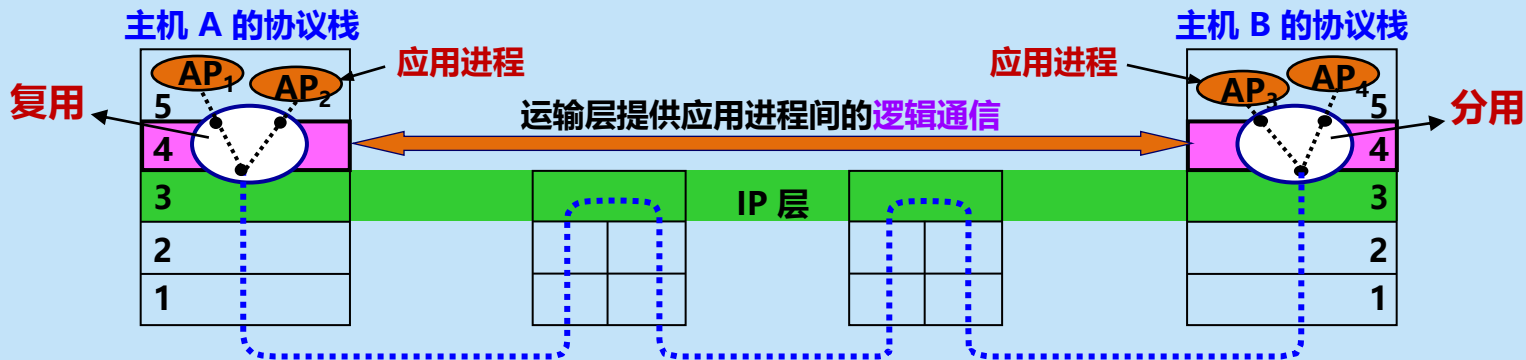 主机 A 的协议栈
主机 B 的协议栈
AP1
AP2
应用进程
应用进程
AP3
AP4
复用
5
运输层提供应用进程间的逻辑通信
5
分用
4
4
3
IP 层
3
2
2
1
1